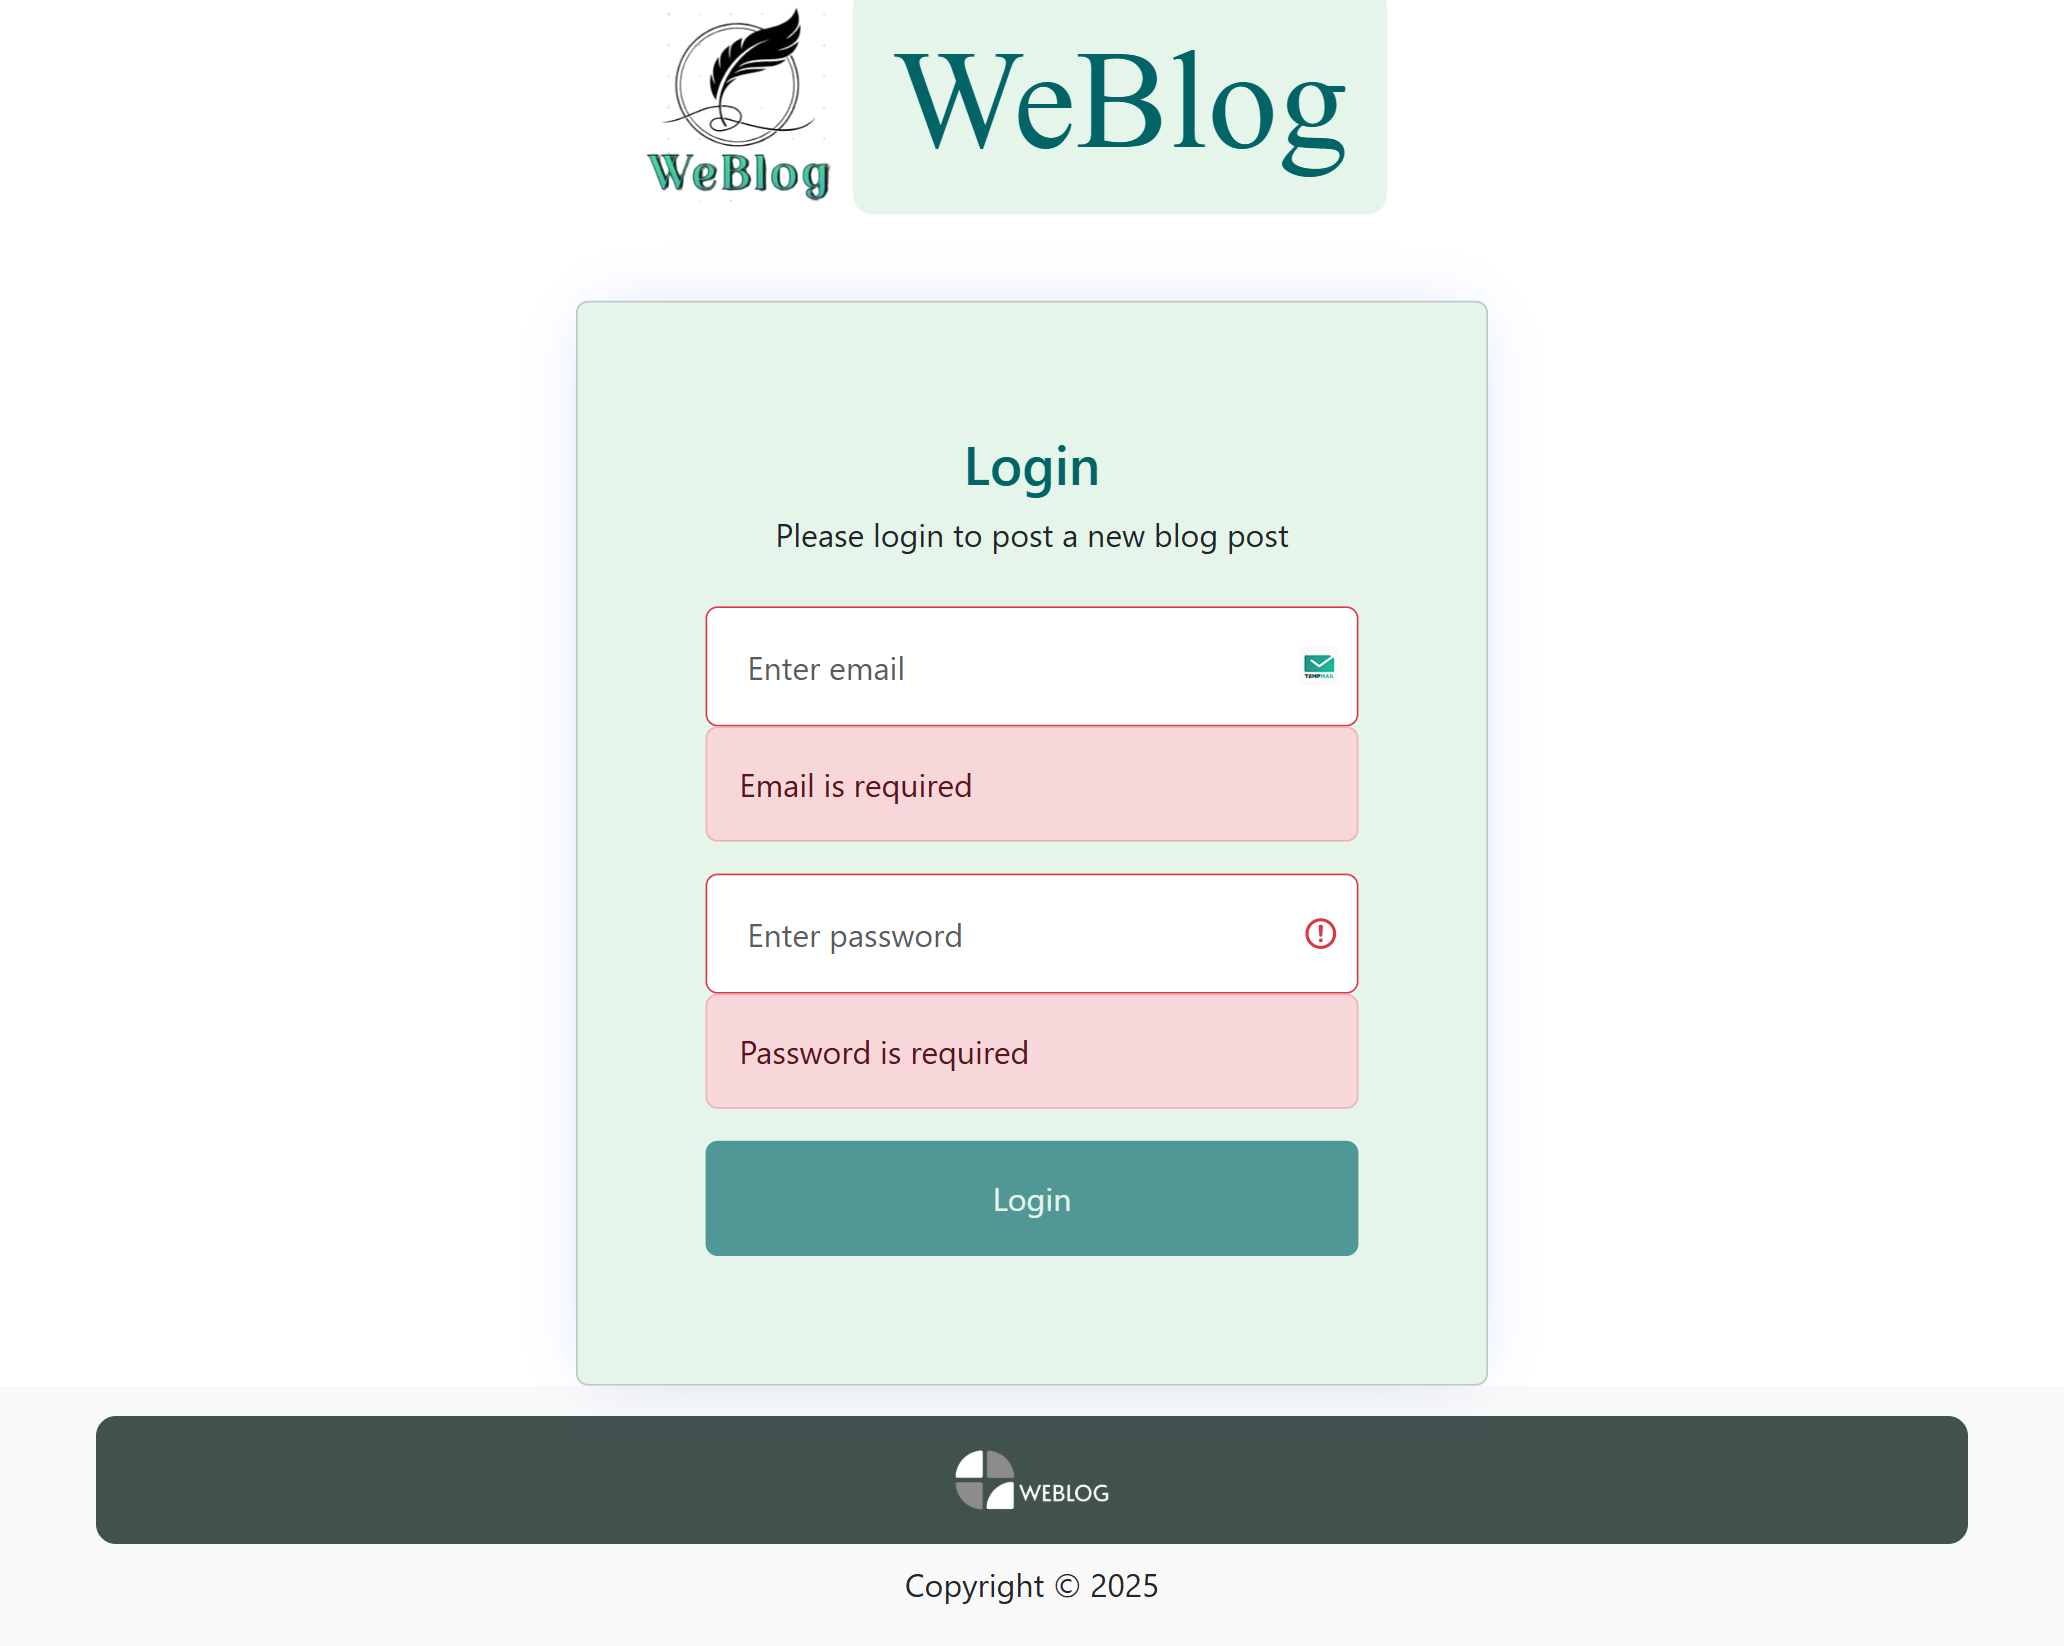 WeBlog
WeBlog
Login
Please login to post a new blog post
Enter email
TEMPMAIL
Email is required
Enter password
Password is required
Login
WEBLOG
Copyright © 2025